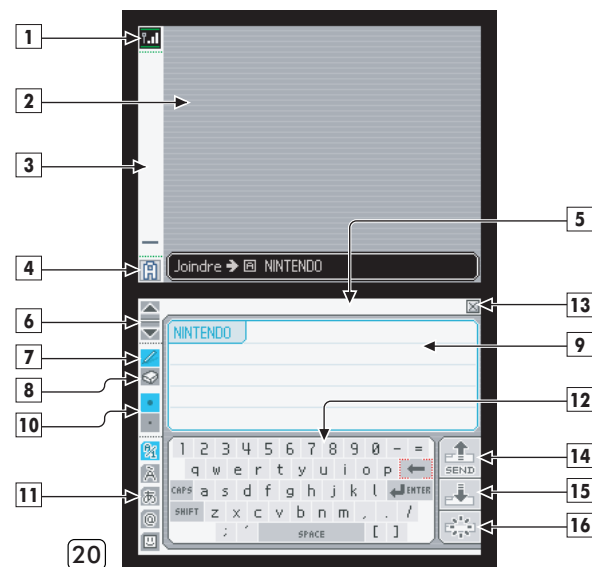 1
2
3
4
5
Joindre → A NINTENDO
6
13
NINTENDO
7
9
8
10
12
1 2 3 4 5 6 7 8 9 0 - =
q w e r t y u i o p ←
SEND
14
CAPS a s d f g h j k l ENTER
11
あ
15
SHIFT z x c v b n m , . /
@
; ' SPACE [ ]
16
20